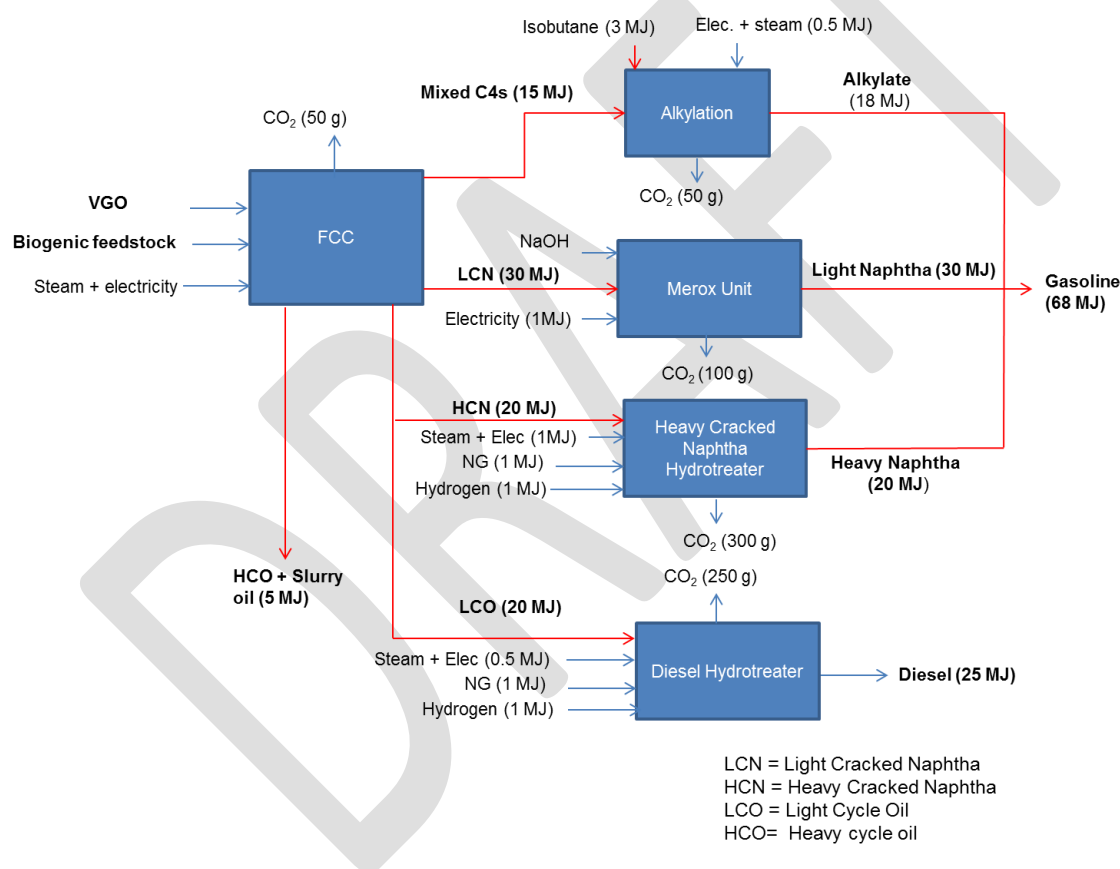 Isobutane (3 MJ)
Elec. + steam (0.5 MJ)
Mixed C4s (15 MJ)
Alkylation
Alkylate
(18 MJ)
CO₂ (50 g)
CO₂ (50 g)
VGO
Biogenic feedstock
Steam + electricity
FCC
NaOH
LCN (30 MJ)
Electricity (1MJ)
Merox Unit
Light Naphtha (30 MJ)
Gasoline
(68 MJ)
CO₂ (100 g)
HCN (20 MJ)
Steam + Elec (1MJ)
NG (1 MJ)
Hydrogen (1 MJ)
Heavy Cracked
Naphtha
Hydrotreater
Heavy Naphtha
(20 MJ)
CO₂ (300 g)
CO₂ (250 g)
HCO + Slurry
oil (5 MJ)
LCO (20 MJ)
Steam + Elec (0.5 MJ)
NG (1 MJ)
Hydrogen (1 MJ)
Diesel Hydrotreater
Diesel (25 MJ)
LCN = Light Cracked Naphtha
HCN = Heavy Cracked Naphtha
LCO = Light Cycle Oil
HCO= Heavy cycle oil
DRAFT